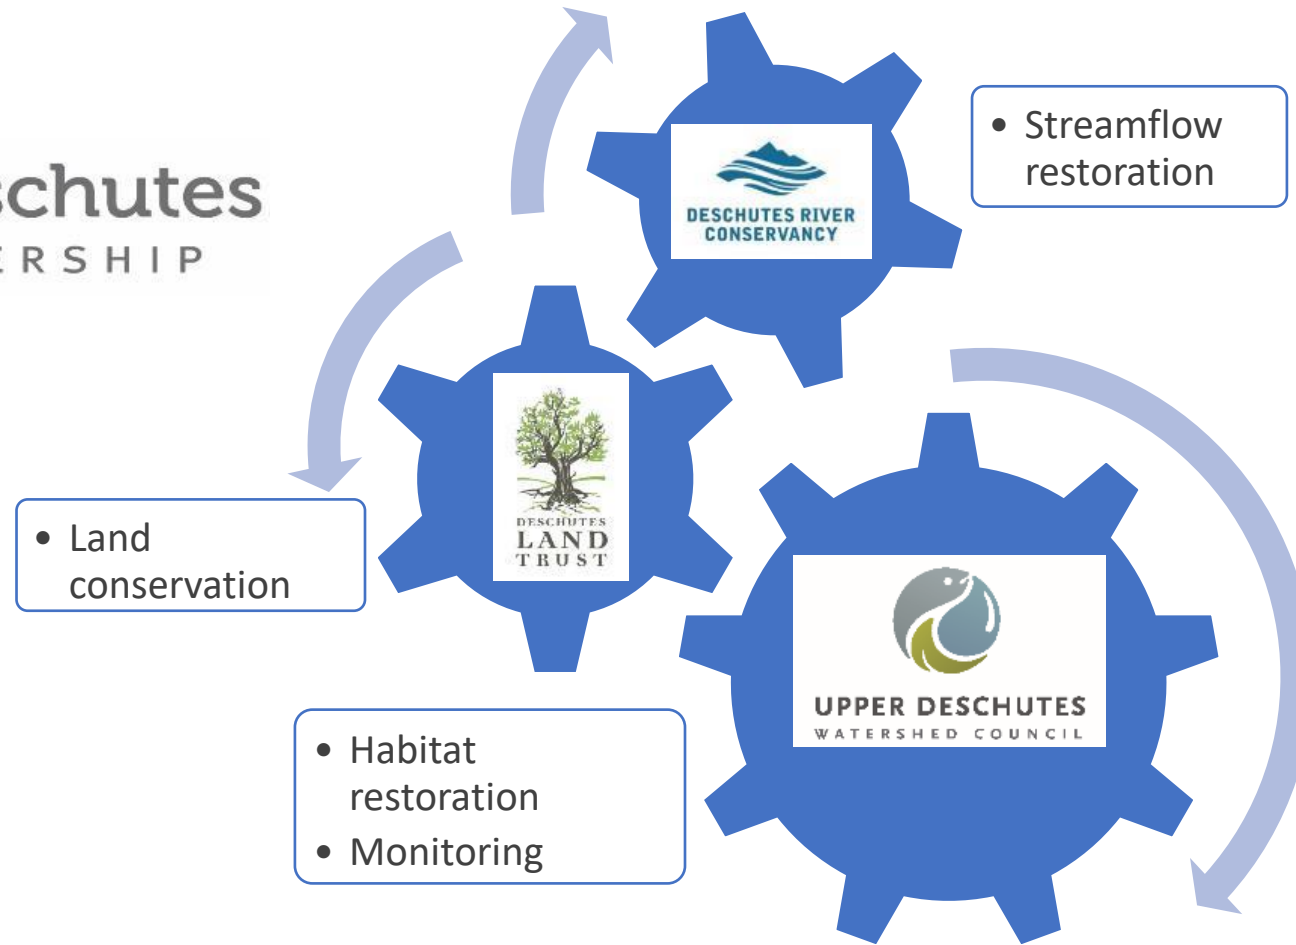 schutes
ERSHIP
DESCHUTES RIVER
CONSERVANCY
• Streamflow
restoration
DESCHUTES
LAND
TRUST
• Land
conservation
UPPER DESCHUTES
WATERSHED COUNCIL
• Habitat
restoration
• Monitoring